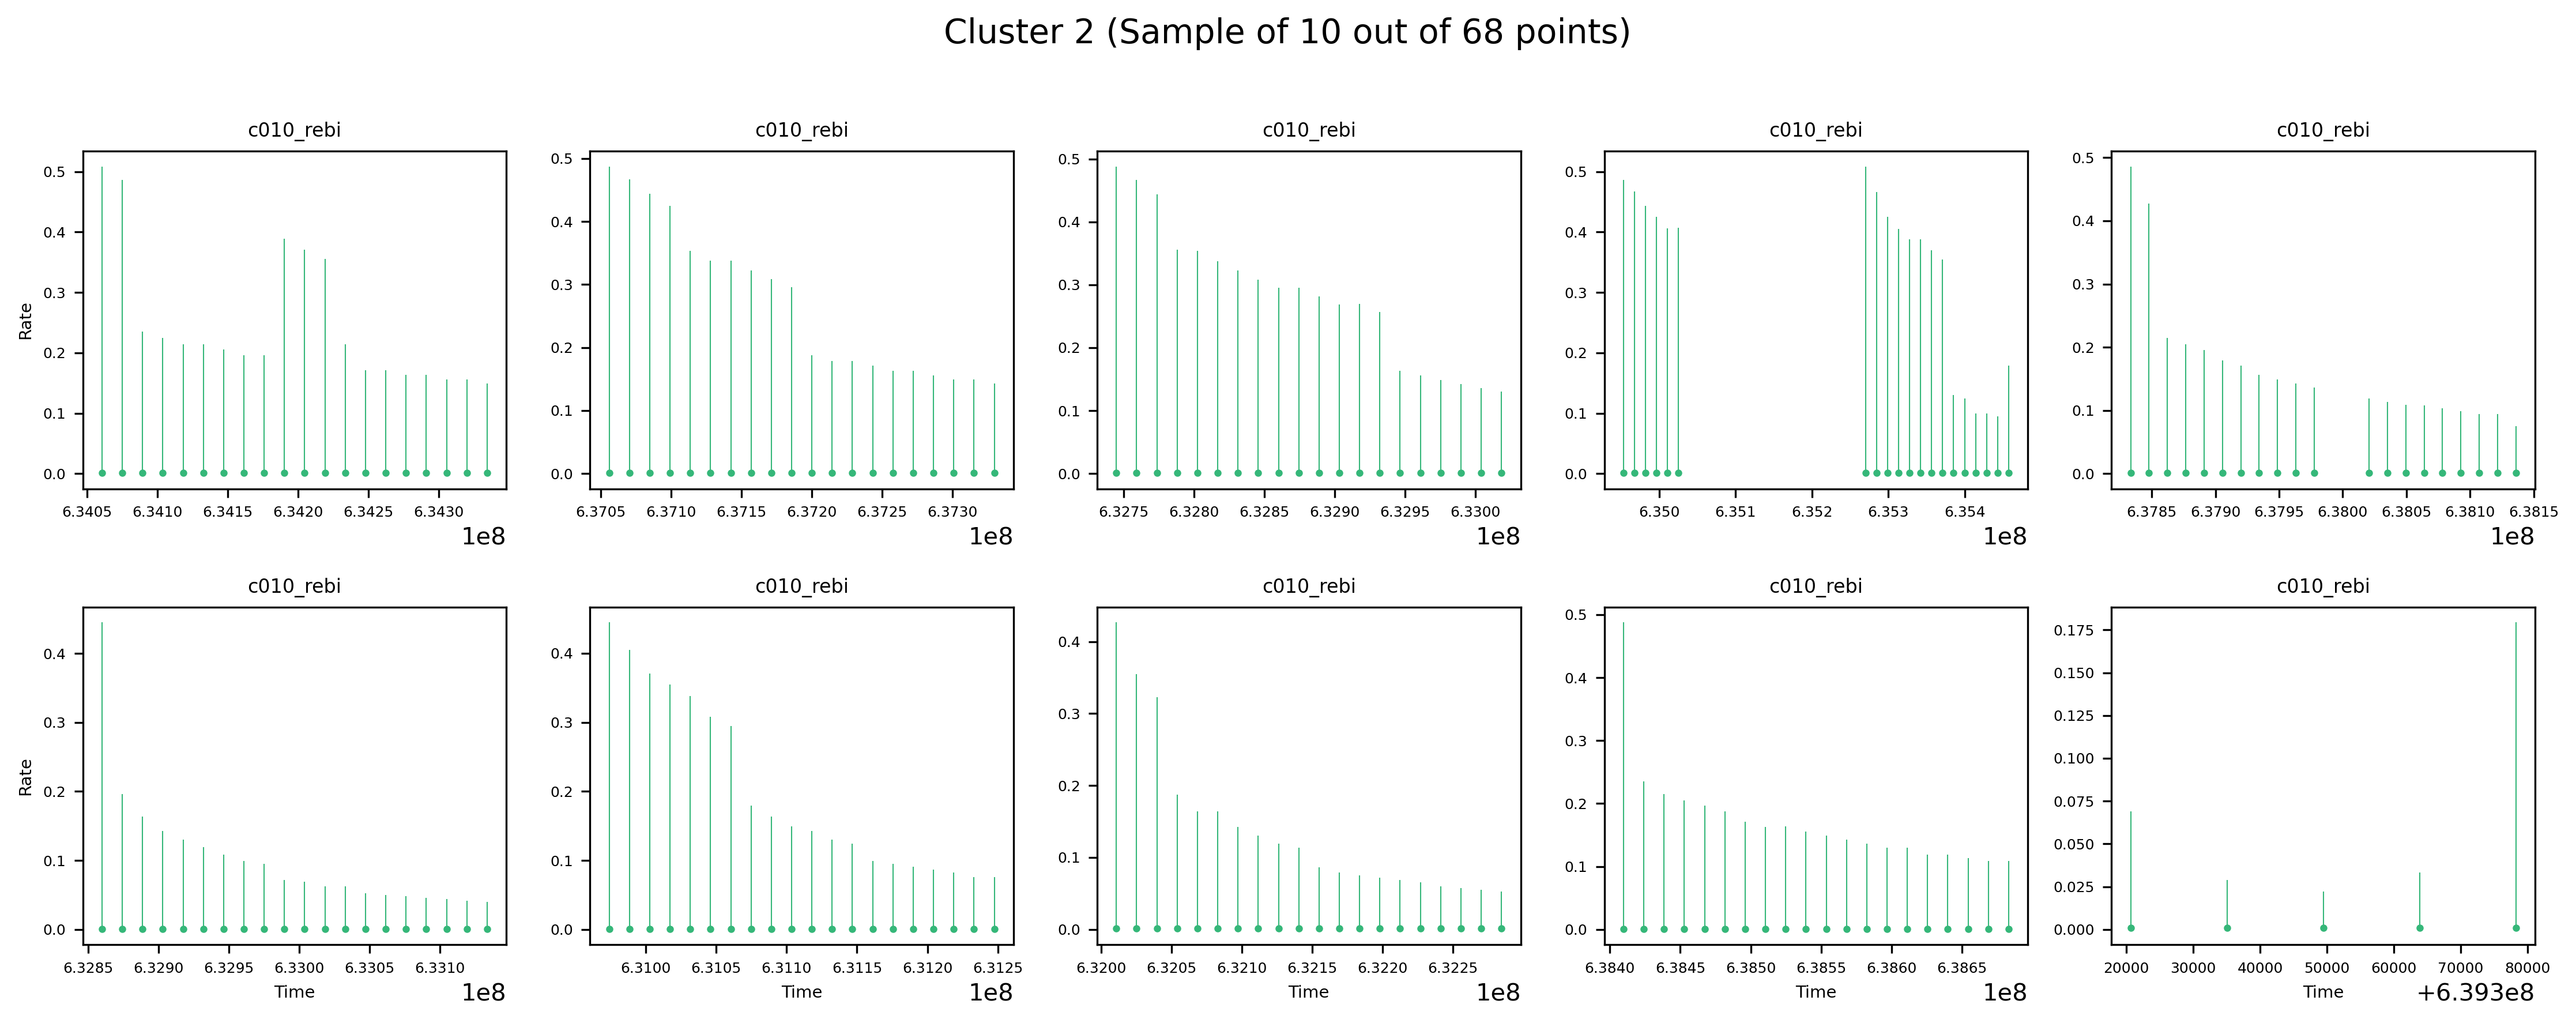 Cluster 2 (Sample of 10 out of 68 points)
c010_rebi c010_rebi c010_rebi c010_rebi c010_rebi
Rate
0.5 0.4 0.3 0.2 0.1 0.0
6.3405 6.3410 6.3415 6.3420 6.3425 6.3430
1e8
0.5 0.4 0.3 0.2 0.1 0.0
6.3705 6.3710 6.3715 6.3720 6.3725 6.3730
1e8
0.5 0.4 0.3 0.2 0.1 0.0
6.3275 6.3280 6.3285 6.3290 6.3295 6.3300
1e8
0.5 0.4 0.3 0.2 0.1 0.0
6.350 6.351 6.352 6.353 6.354
1e8
0.5 0.4 0.3 0.2 0.1 0.0
6.3785 6.3790 6.3795 6.3800 6.3805 6.3810 6.3815
1e8
c010_rebi c010_rebi c010_rebi c010_rebi c010_rebi
Rate
0.4 0.3 0.2 0.1 0.0
6.3285 6.3290 6.3295 6.3300 6.3305 6.3310
Time 1e8
0.4 0.3 0.2 0.1 0.0
6.3100 6.3105 6.3110 6.3115 6.3120 6.3125
Time 1e8
0.4 0.3 0.2 0.1 0.0
6.3200 6.3205 6.3210 6.3215 6.3220 6.3225
Time 1e8
0.5 0.4 0.3 0.2 0.1 0.0
6.3840 6.3845 6.3850 6.3855 6.3860 6.3865
Time 1e8
0.175 0.150 0.125 0.100 0.075 0.050 0.025 0.000
20000 30000 40000 50000 60000 70000 80000
Time +6.393e8